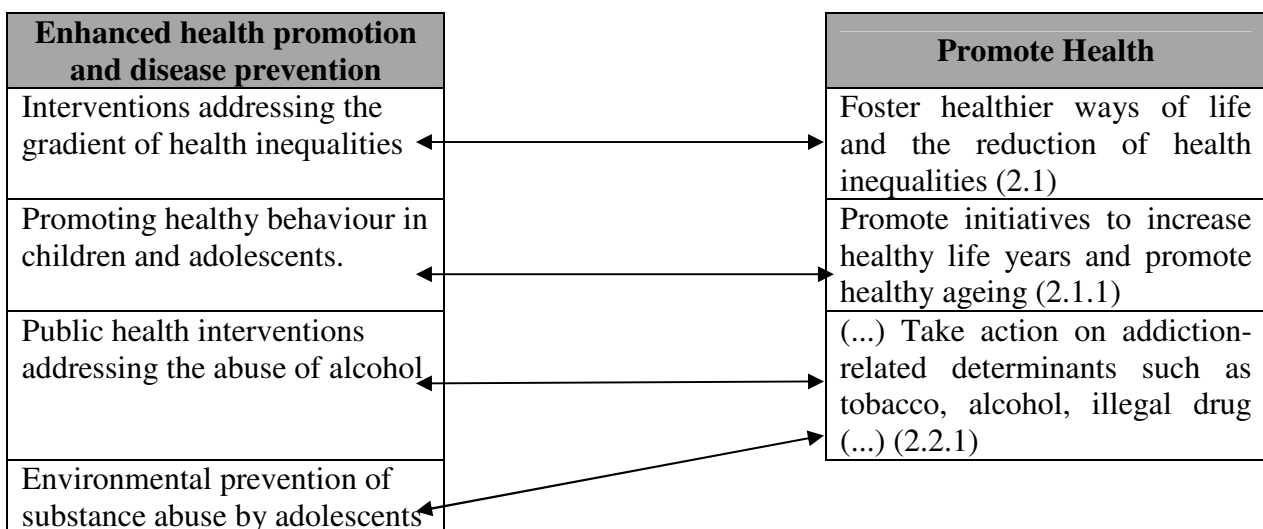 Enhanced health promotion
and disease prevention
Interventions addressing the
gradient of health inequalities
Promoting healthy behaviour in
children and adolescents.
Public health interventions
addressing the abuse of alcohol
Environmental prevention of
substance abuse by adolescents
Promote Health
Foster healthier ways of life
and the reduction of health
inequalities (2.1)
Promote initiatives to increase
healthy life years and promote
healthy ageing (2.1.1)
(...) Take action on addiction-
related determinants such as
tobacco, alcohol, illegal drug
(...) (2.2.1)